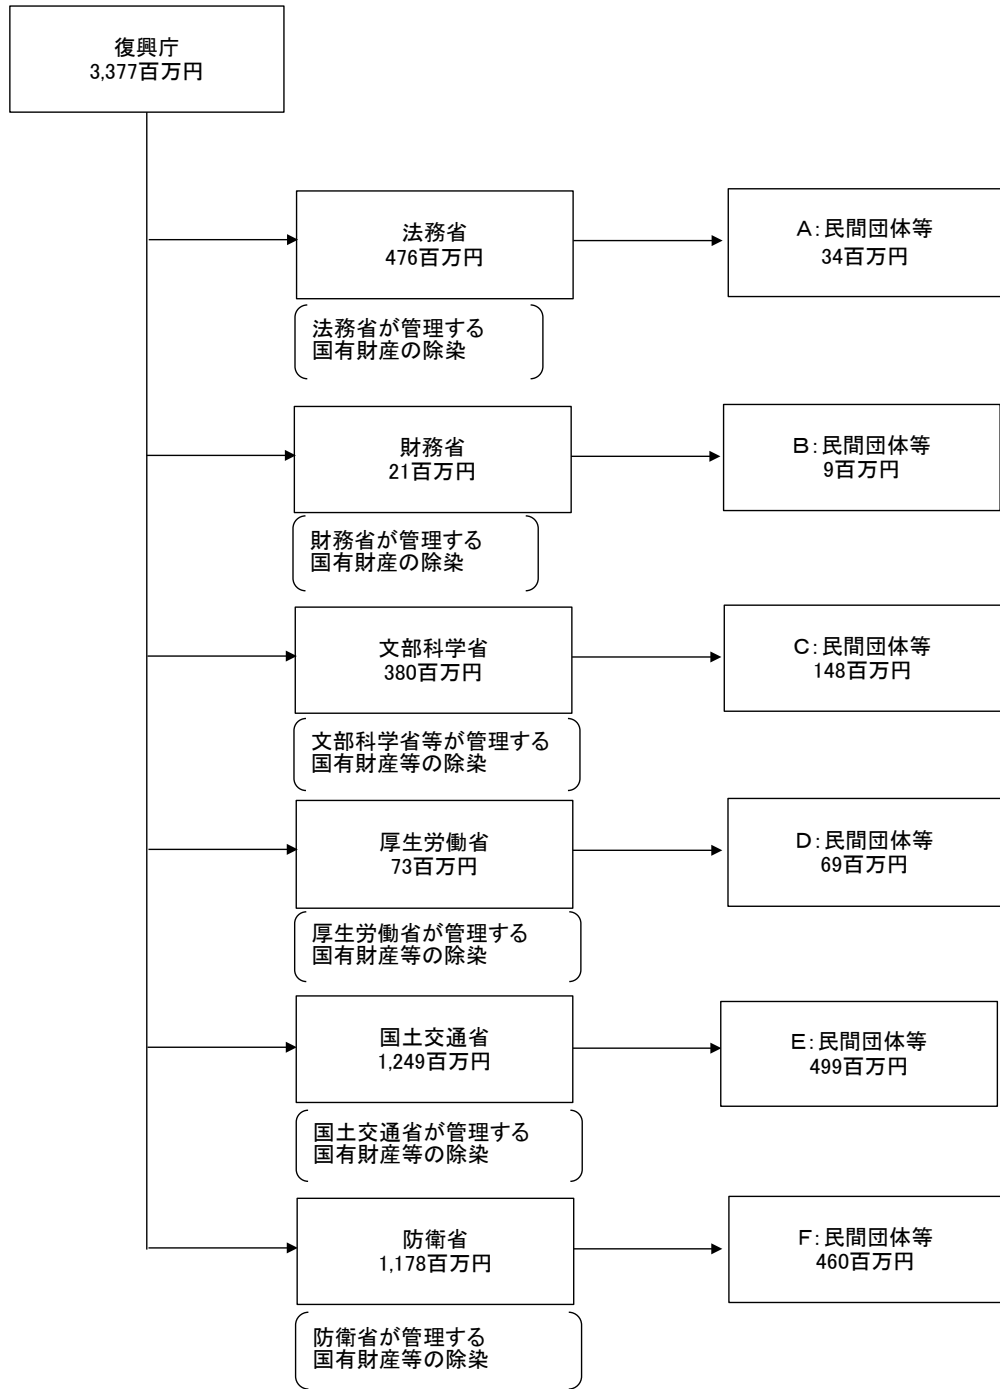 復興庁
3,377百万円
法務省
476百万円
A:民間団体等
34百万円
法務省が管理する
国有財産の除染
財務省
21百万円
B:民間団体等
9百万円
財務省が管理する
国有財産の除染
文部科学省
380百万円
C:民間団体等
148百万円
文部科学省等が管理する
国有財産等の除染
厚生労働省
73百万円
D:民間団体等
69百万円
厚生労働省が管理する
国有財産等の除染
国土交通省
1,249百万円
E:民間団体等
499百万円
国土交通省が管理する
国有財産等の除染
防衛省
1,178百万円
F:民間団体等
460百万円
防衛省が管理する
国有財産等の除染